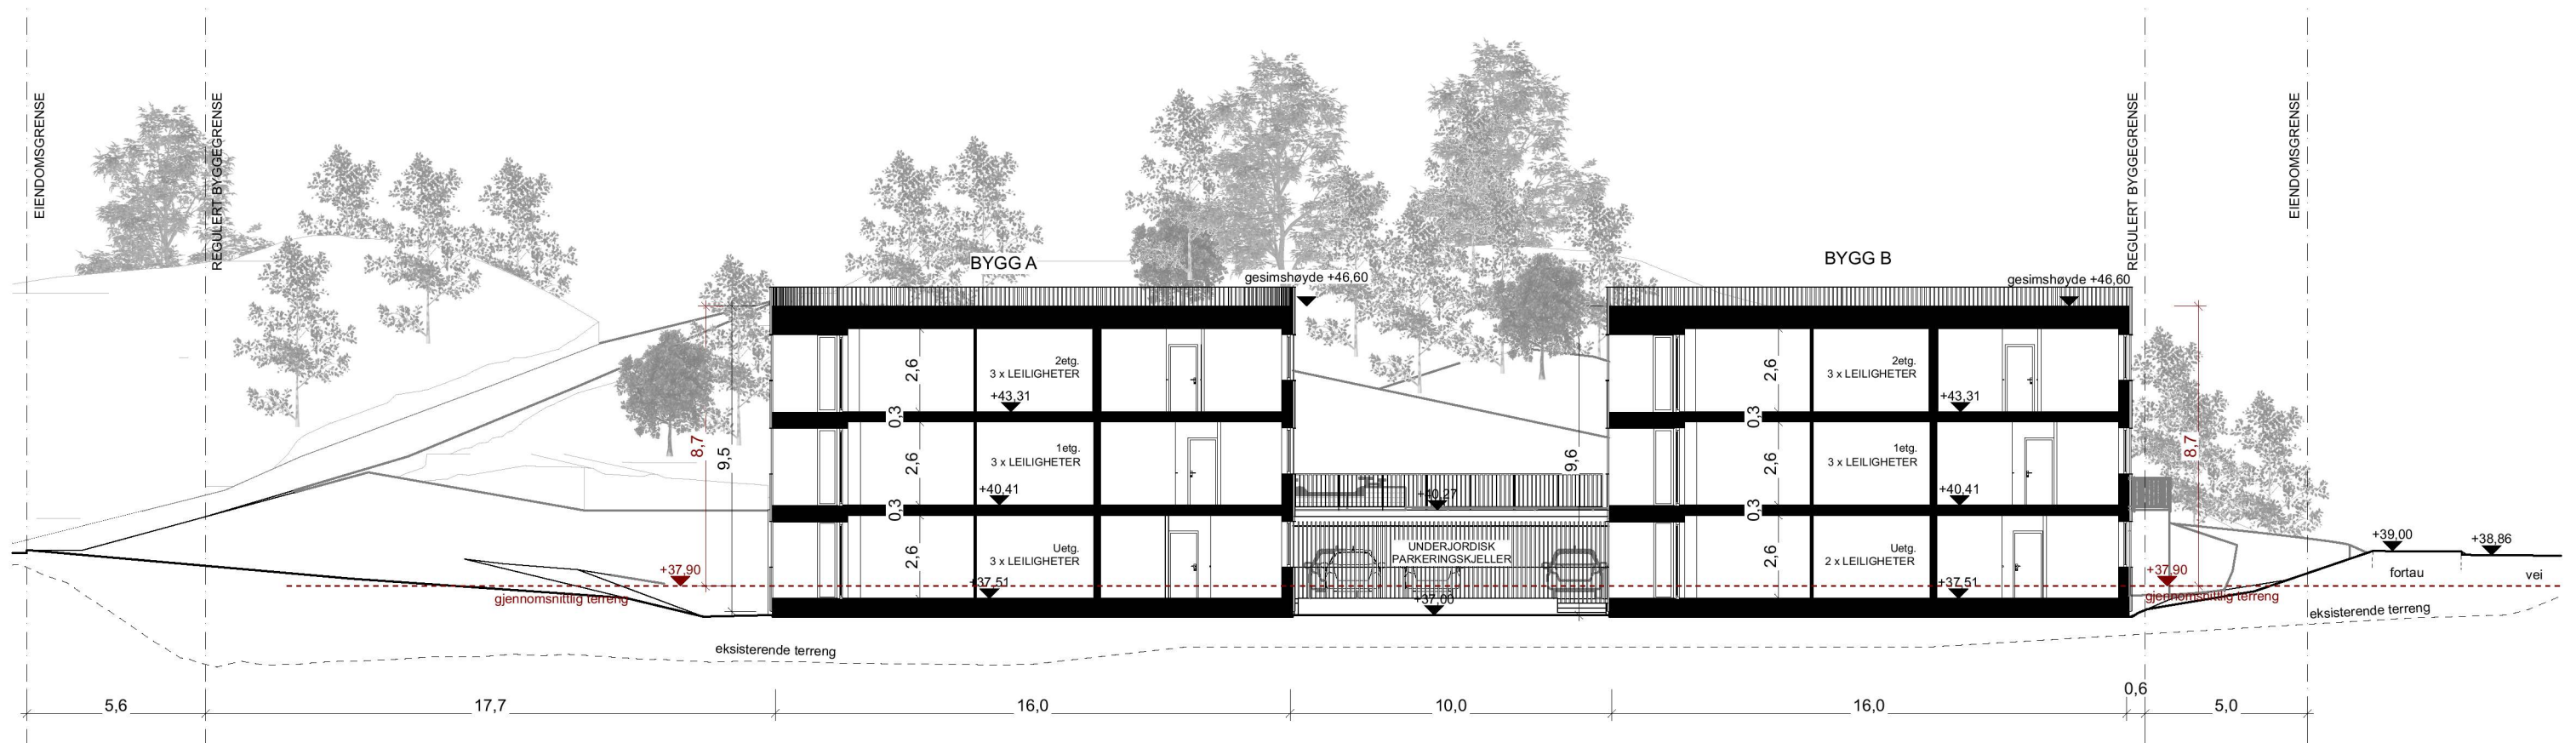 EIENDOMSGRENSE
REGULERT BYGGEGRENSE
BYGG A
gesimshøyde +46,60
BYGG B
gesimshøyde +46,60
REGULERT BYGGEGRENSE
EIENDOMSGRENSE
2,6
2etg.
3 x LEILIGHETER
+43,31
0,3
8,7
9,5
2,6
1etg.
3 x LEILIGHETER
+40,41
0,3
2,6
Uetg.
3 x LEILIGHETER
+37,51
+37,90
gjennomsnittlig terreng
9,6
+40,27
UNDERJORDISK
PARKERINGSKJELLER
+37,00
2,6
2etg.
3 x LEILIGHETER
+43,31
0,3
2,6
1etg.
3 x LEILIGHETER
+40,41
0,3
2,6
Uetg.
2 x LEILIGHETER
+37,51
8,7
+37,90
gjennomsnittlig terreng
+39,00
+38,86
fortau
vei
eksisterende terreng
eksisterende terreng
5,6
17,7
16,0
10,0
16,0
0,6
5,0